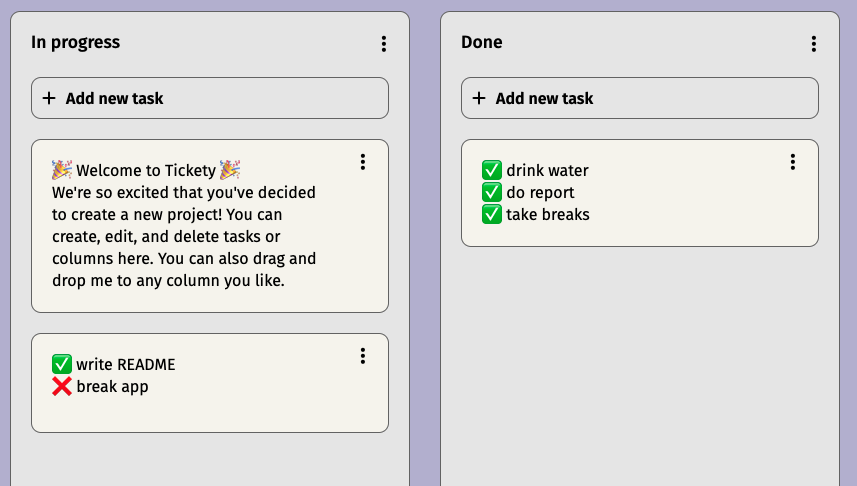 In progress
+ Add new task
🎉 Welcome to Tickety 🎉
We're so excited that you've decided
to create a new project! You can
create, edit, and delete tasks or
columns here. You can also drag and
drop me to any column you like.
✅ write README
❌ break app
Done
+ Add new task
✅ drink water
✅ do report
✅ take breaks